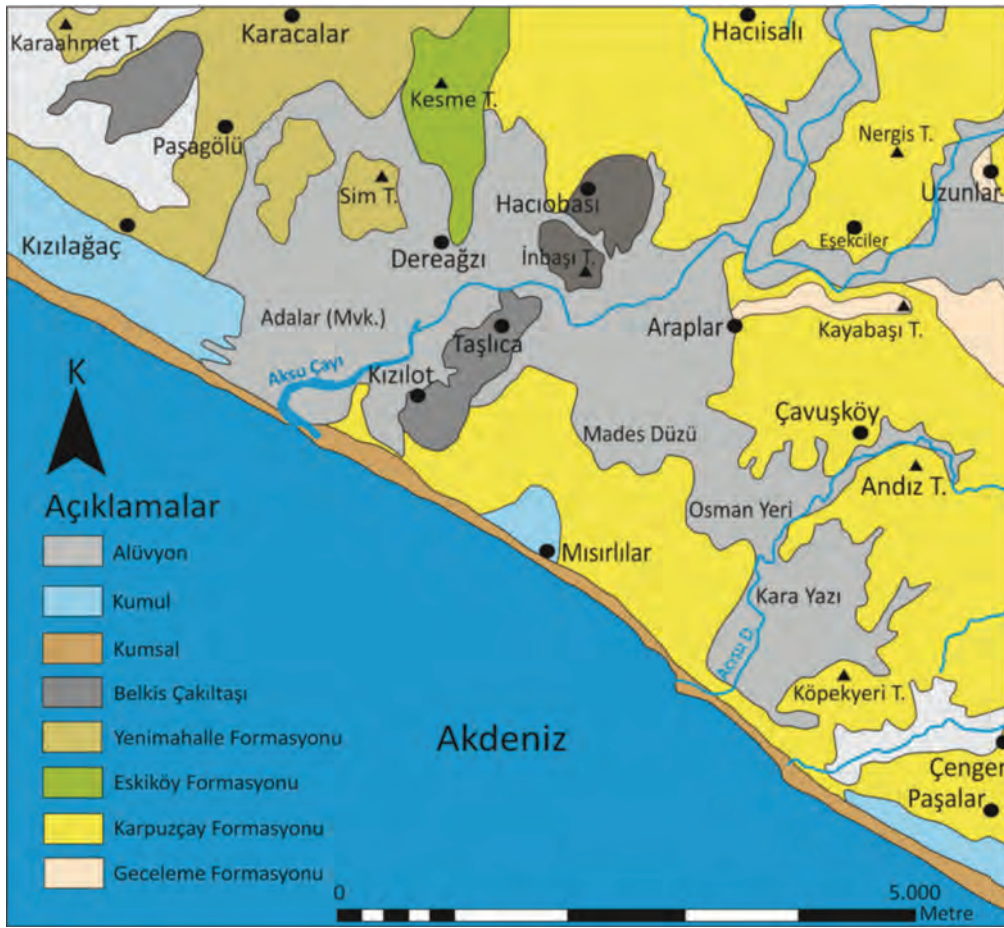 Karaahmet T.
Karacalar
Hacıisalı
Kesme T.
Paşagölü
Nergis T.
Sim T.
Hacıobası
Uzunlar
Kızılağaç
Dereağzı
İnbaşı T.
Eşekciler
Adalar (Mvk.)
Taşlıca
Araplar
Kayabaşı T.
Aksu Çayı
Kızılot
K
Çavuşköy
Mades Düzü
Andız T.
Açıklamalar
Osman Yeri
Alüvyon
Mısırlılar
Kumul
Kara Yazı
Kumsal
Acısu D.
Belkis Çakıltaşı
Köpekyeri T.
Yenimahalle Formasyonu
Akdeniz
Eskiköy Formasyonu
Çenger
Paşalar
Karpuzçay Formasyonu
Geceleme Formasyonu
0
5.000
Metre